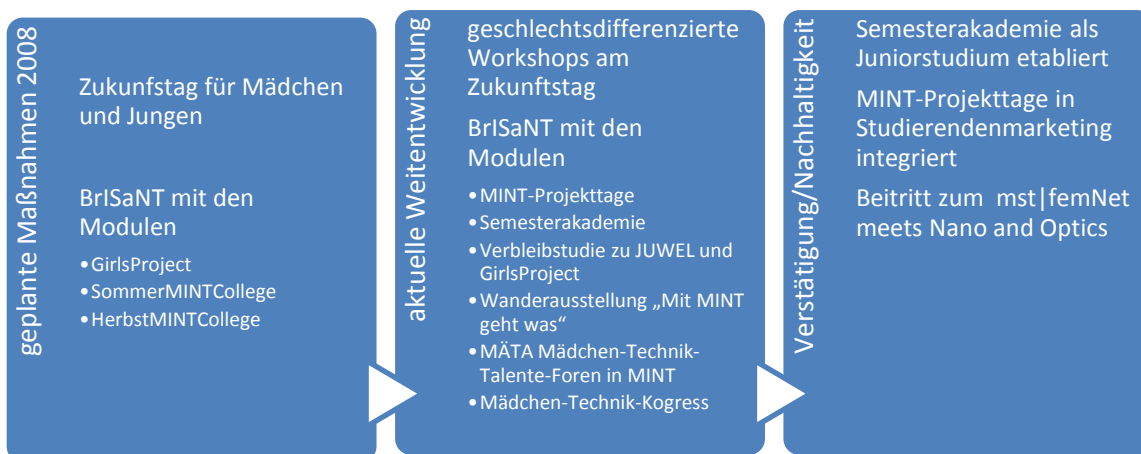 geplante Maßnahmen 2008
Zukunfstag für Mädchen
und Jungen
BrISaNT mit den
Modulen
•GirlsProject
•SommerMINTCollege
•HerbstMINTCollege
aktuelle Weitentwicklung
geschlechtsdifferenzierte
Workshops am
Zukunftstag
BrISaNT mit den
Modulen
•MINT-Projekttage
•Semesterakademie
•Verbleibstudie zu JUWEL und
GirlsProject
•Wanderausstellung „Mit MINT
geht was“
•MÄTA Mädchen-Technik-
Talente-Foren in MINT
•Mädchen-Technik-Kogress
Verstätigung/Nachhaltigkeit
Semesterakademie als
Juniorstudium etabliert
MINT-Projekttage in
Studierendenmarketing
integriert
Beitritt zum mst|femNet
meets Nano and Optics